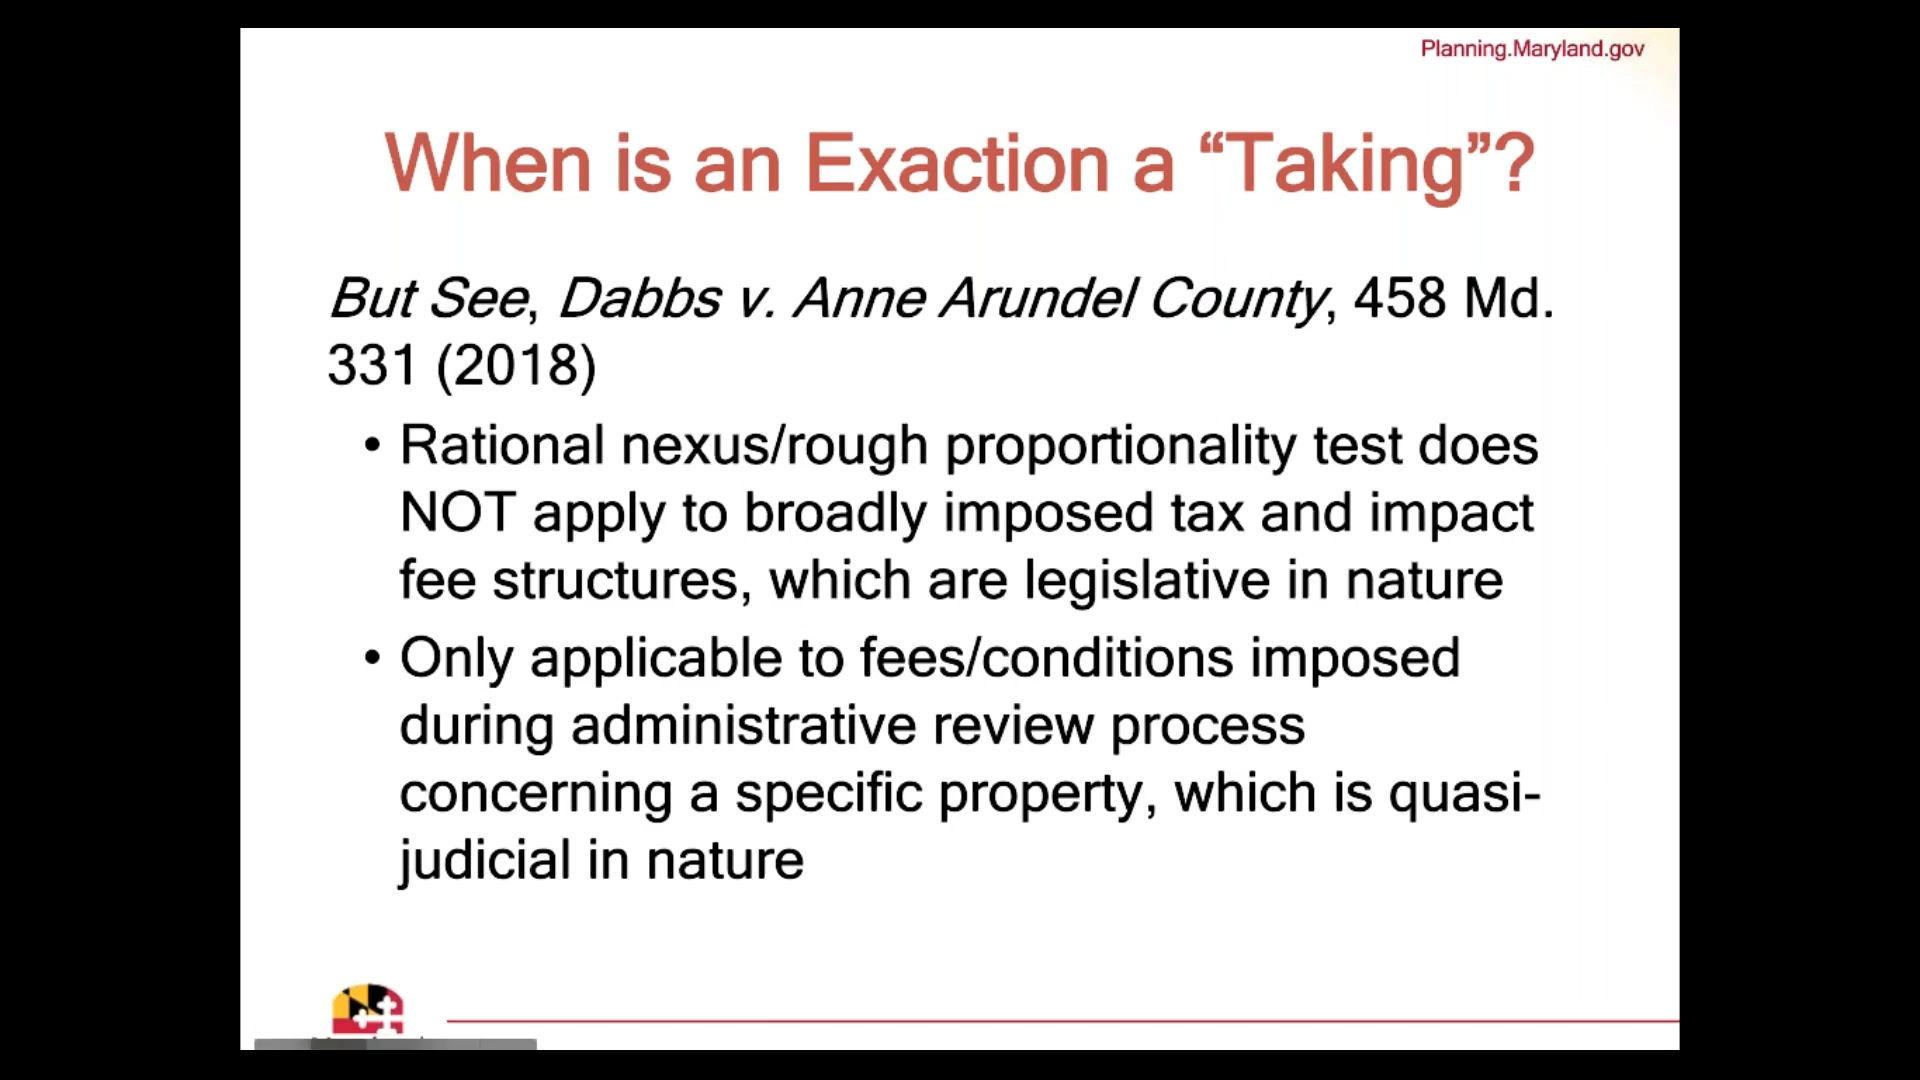 Planning.Maryland.gov
When is an Exaction a “Taking”?
But See, Dabbs v. Anne Arundel County, 458 Md.
331 (2018)
• Rational nexus/rough proportionality test does
NOT apply to broadly imposed tax and impact
fee structures, which are legislative in nature
• Only applicable to fees/conditions imposed
during administrative review process
concerning a specific property, which is quasi-
judicial in nature